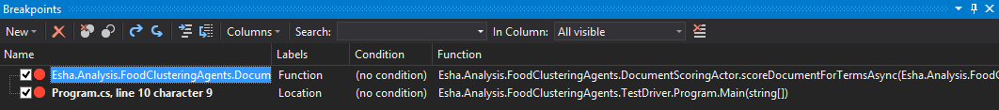 Breakpoints
New Columns Search: In Column: All visible
Name Labels Condition Function
Esha.Analysis.FoodClusteringAgents.Docum Function (no condition) Esha.Analysis.FoodClusteringAgents.DocumentScoringActor.scoreDocumentForTermsAsync(Esha.Analysis.FoodC
Program.cs, line 10 character 9 Location (no condition) Esha.Analysis.FoodClusteringAgents.TestDriver.Program.Main(string[])